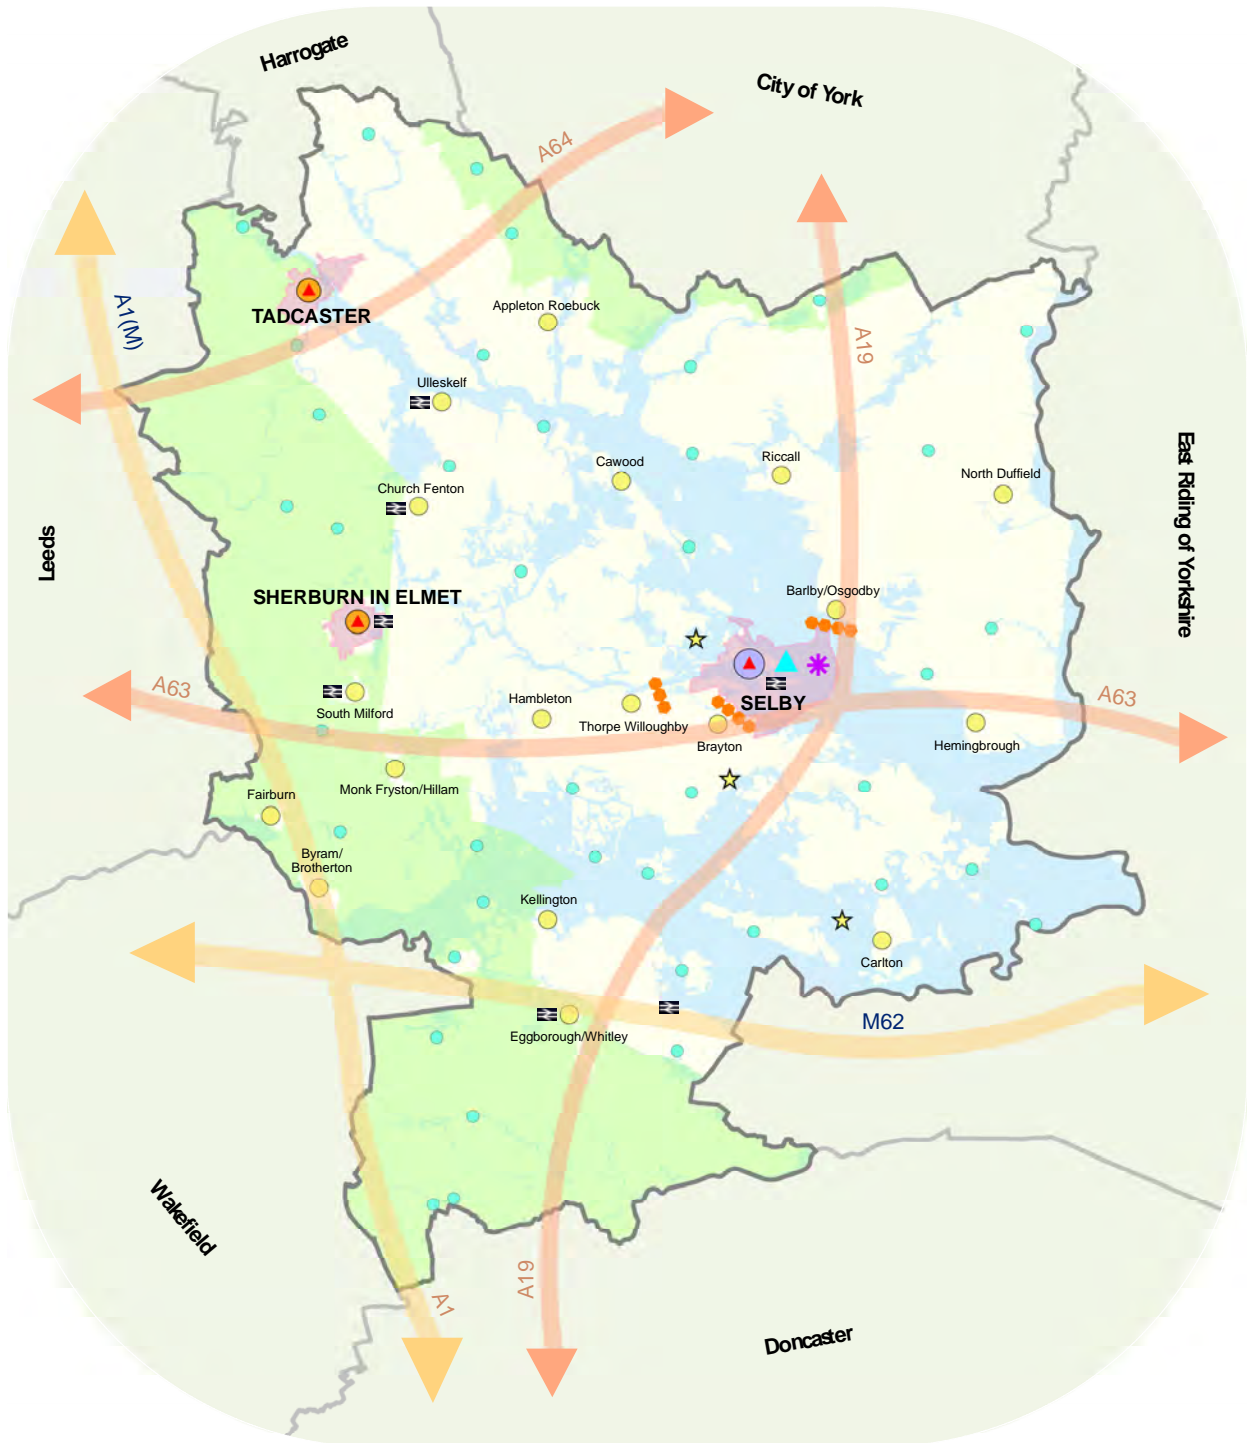 Harrogate
City of York
A64
A1(M)
TADCASTER
Appleton Roebuck
A19
Ulleskelf
Cawood
Riccall
North Duffield
Church Fenton
East Riding of Yorkshire
Leeds
SHERBURN IN ELMET
Barlby/Osgodby
A63
South Milford
Hambleton
Thorpe Willoughby
SELBY
Brayton
A63
Hemingbrough
Monk Fryston/Hillam
Fairburn
Byram/
Brotherton
Kellington
Carlton
Eggborough/Whitley
M62
Wakefield
A19
A1
Doncaster